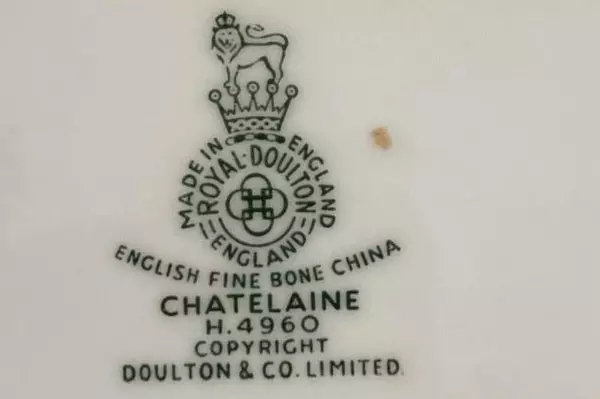 MADE IN ENGLAND
ROYAL·DOULTON
ENGLAND
ENGLISH FINE BONE CHINA
CHATELAINE
H.4960
COPYRIGHT
DOULTON & CO. LIMITED.